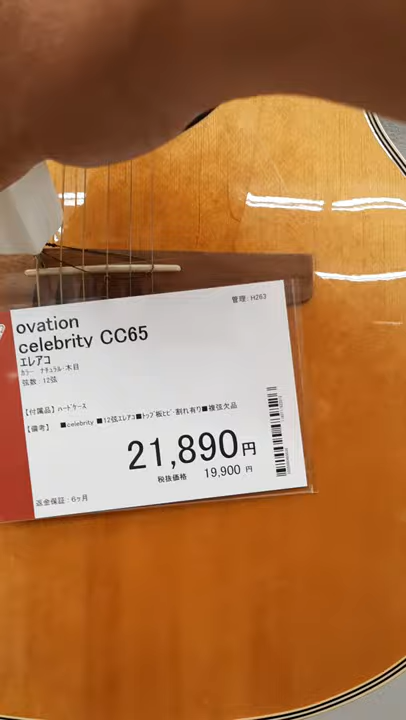 管理: H263
ovation
celebrity CC65
エレアコ
カラー ナチュラル・木目
弦数: 12弦
【付属品】 ハードケース
【備考】 ■celebrity ■12弦エレアコ■トップ板ヒビ・割れ有り■複弦欠品
21,890円
税抜価格 19,900 円
返金保証：6ヶ月